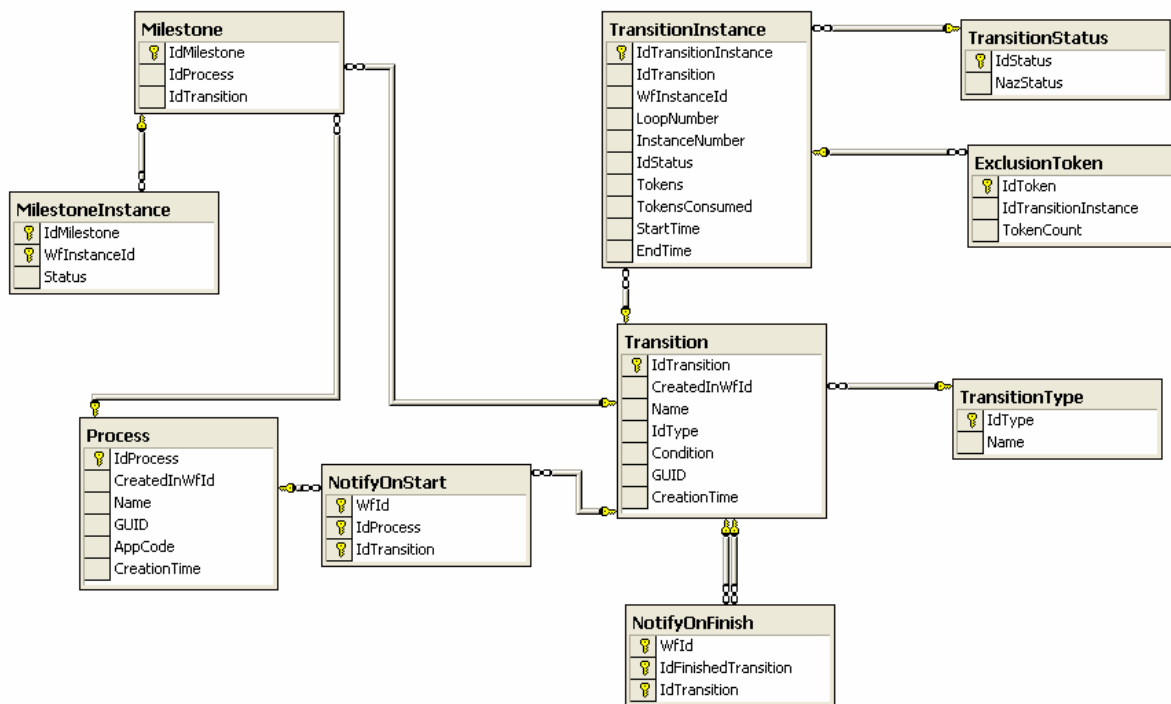 Milestone
IdMilestone
IdProcess
IdTransition
MilestoneInstance
IdMilestone
WfInstanceId
Status
TransitionInstance
IdTransitionInstance
IdTransition
WfInstanceId
LoopNumber
InstanceNumber
IdStatus
Tokens
TokensConsumed
StartTime
EndTime
TransitionStatus
IdStatus
NazStatus
ExclusionToken
IdToken
IdTransitionInstance
TokenCount
Transition
IdTransition
CreatedInWfId
Name
IdType
Condition
GUID
CreationTime
TransitionType
IdType
Name
Process
IdProcess
CreatedInWfId
Name
GUID
AppCode
CreationTime
NotifyOnStart
WfId
IdProcess
IdTransition
NotifyOnFinish
WfId
IdFinishedTransition
IdTransition